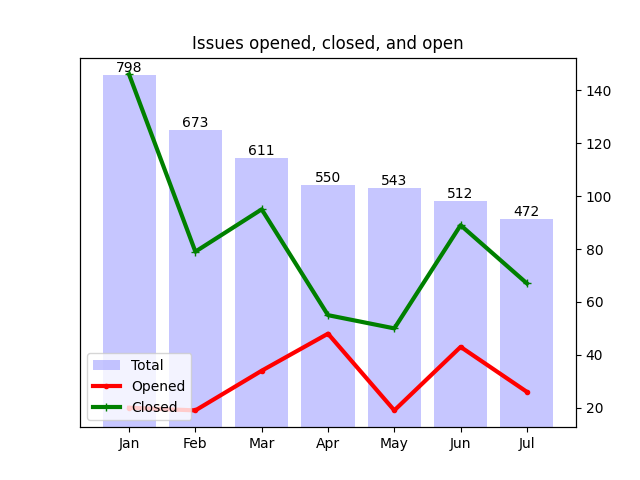 Issues opened, closed, and open
798
673
611
550
543
512
472
140
120
100
80
60
40
20
Total
Opened
Closed
Jan Feb Mar Apr May Jun Jul